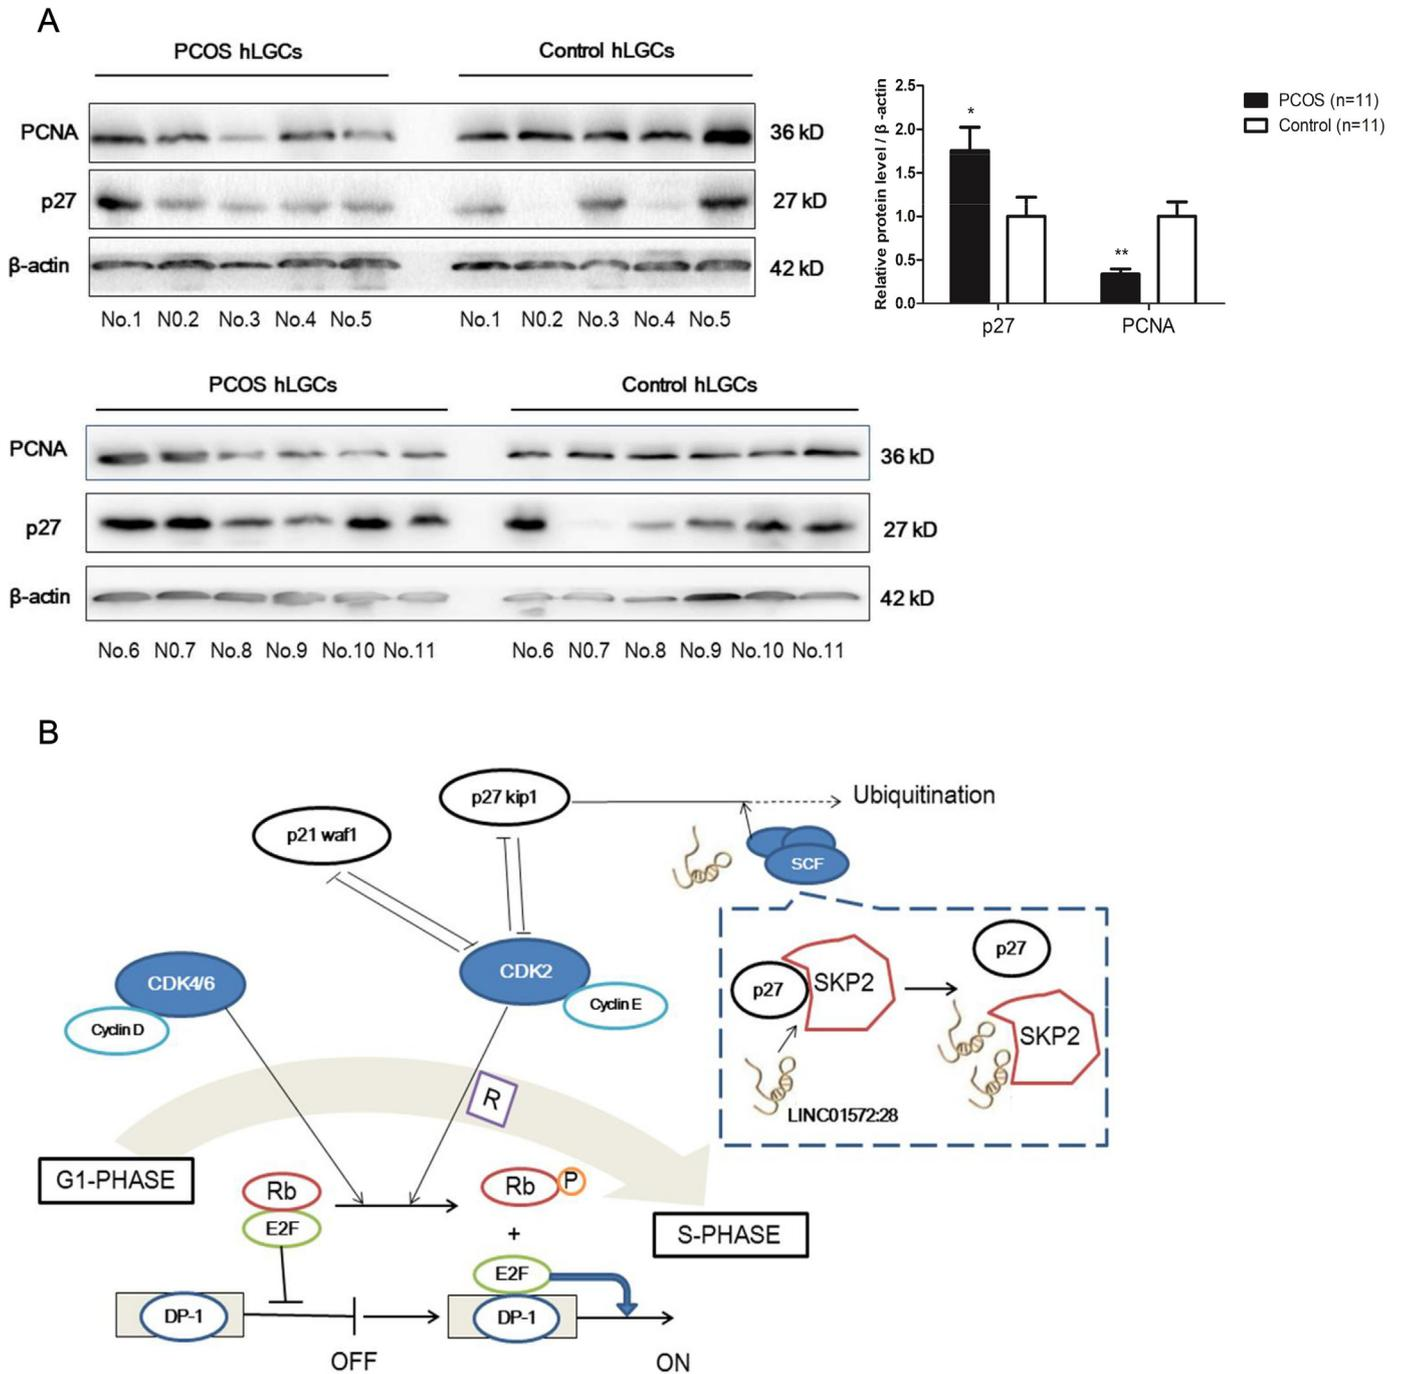 A
PCOS hLGCs
Control hLGCs
PCNA
36 kD
p27
27 kD
β-actin
42 kD
No.1 N0.2 No.3 No.4 No.5
No.1 N0.2 No.3 No.4 No.5
Relative protein level / β -actin
2.5
2.0
1.5
1.0
0.5
0.0
*
**
p27
PCNA
PCOS (n=11)
Control (n=11)
PCOS hLGCs
Control hLGCs
PCNA
36 kD
p27
27 kD
β-actin
42 kD
No.6 N0.7 No.8 No.9 No.10 No.11
No.6 N0.7 No.8 No.9 No.10 No.11
B
p27 kip1
Ubiquitination
p21 waf1
SCF
CDK4/6
Cyclin D
CDK2
Cyclin E
p27
SKP2
p27
SKP2
LINC01572:28
R
G1-PHASE
Rb
E2F
Rb
P
+
S-PHASE
E2F
DP-1
DP-1
OFF
ON